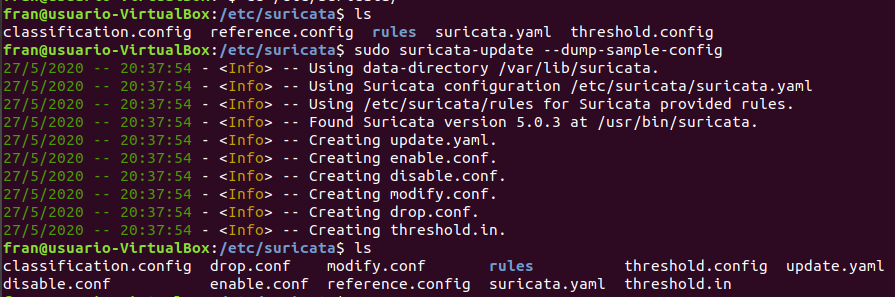 fran@usuario-VirtualBox:/etc/suricata$ ls
classification.config  reference.config  rules  suricata.yaml  threshold.config
fran@usuario-VirtualBox:/etc/suricata$ sudo suricata-update --dump-sample-config
27/5/2020 -- 20:37:54 - <Info> -- Using data-directory /var/lib/suricata.
27/5/2020 -- 20:37:54 - <Info> -- Using Suricata configuration /etc/suricata/suricata.yaml
27/5/2020 -- 20:37:54 - <Info> -- Using /etc/suricata/rules for Suricata provided rules.
27/5/2020 -- 20:37:54 - <Info> -- Found Suricata version 5.0.3 at /usr/bin/suricata.
27/5/2020 -- 20:37:54 - <Info> -- Creating update.yaml.
27/5/2020 -- 20:37:54 - <Info> -- Creating enable.conf.
27/5/2020 -- 20:37:54 - <Info> -- Creating disable.conf.
27/5/2020 -- 20:37:54 - <Info> -- Creating modify.conf.
27/5/2020 -- 20:37:54 - <Info> -- Creating drop.conf.
27/5/2020 -- 20:37:54 - <Info> -- Creating threshold.in.
fran@usuario-VirtualBox:/etc/suricata$ ls
classification.config  drop.conf    modify.conf       rules          threshold.config  update.yaml
disable.conf           enable.conf  reference.config  suricata.yaml  threshold.in